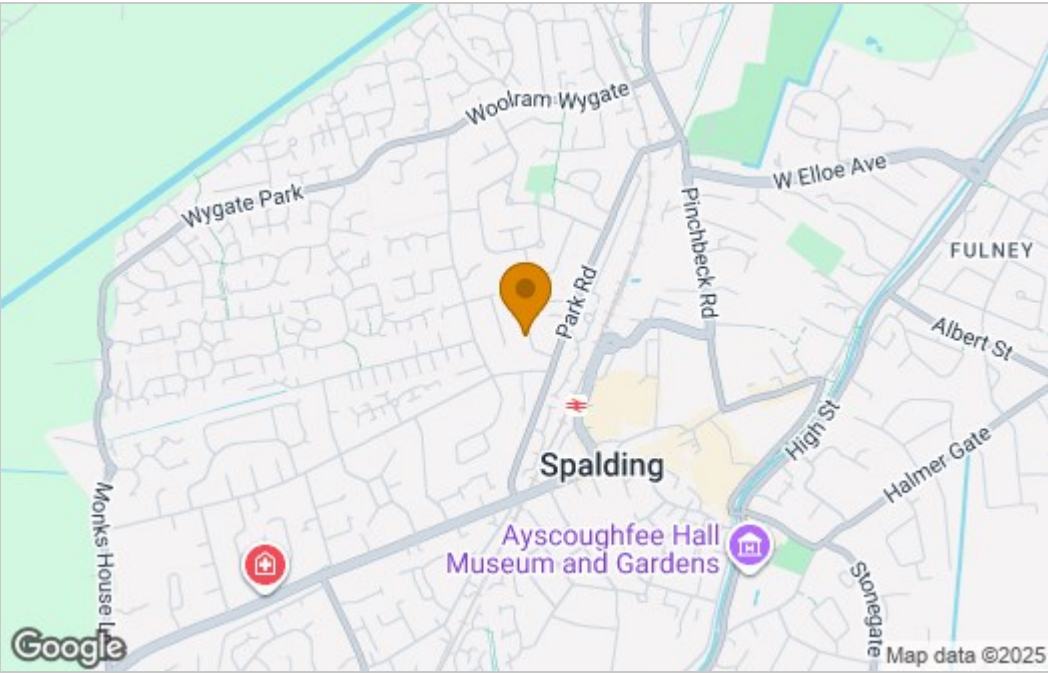 Woolram Wygate
Wygate Park
W Elloe Ave
Pinchbeck Rd
FULNEY
Park Rd
Albert St
High St
Halmer Gate
Spalding
Ayscoughfee Hall
Museum and Gardens
Monks House L
Stonegate
Google
Map data ©2025